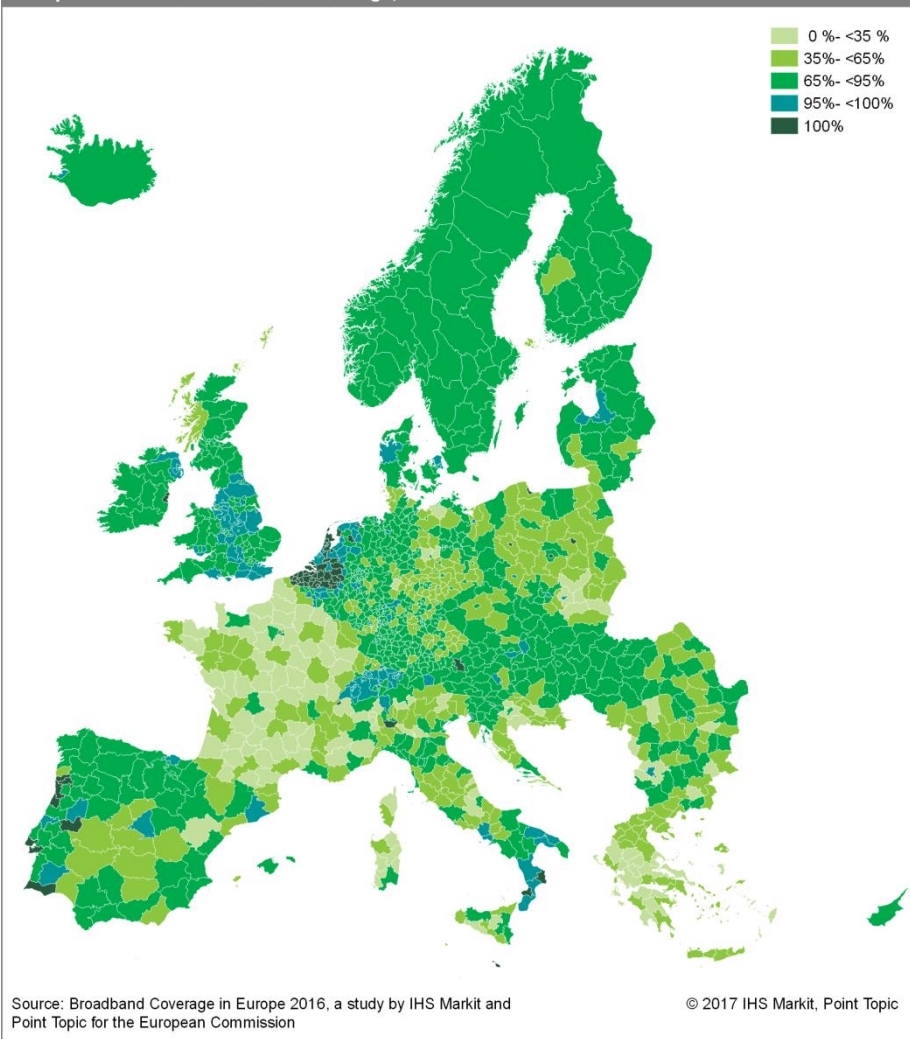 0 %- <35 %
35%- <65%
65%- <95%
95%- <100%
100%
Source: Broadband Coverage in Europe 2016, a study by IHS Markit and
Point Topic for the European Commission
© 2017 IHS Markit, Point Topic